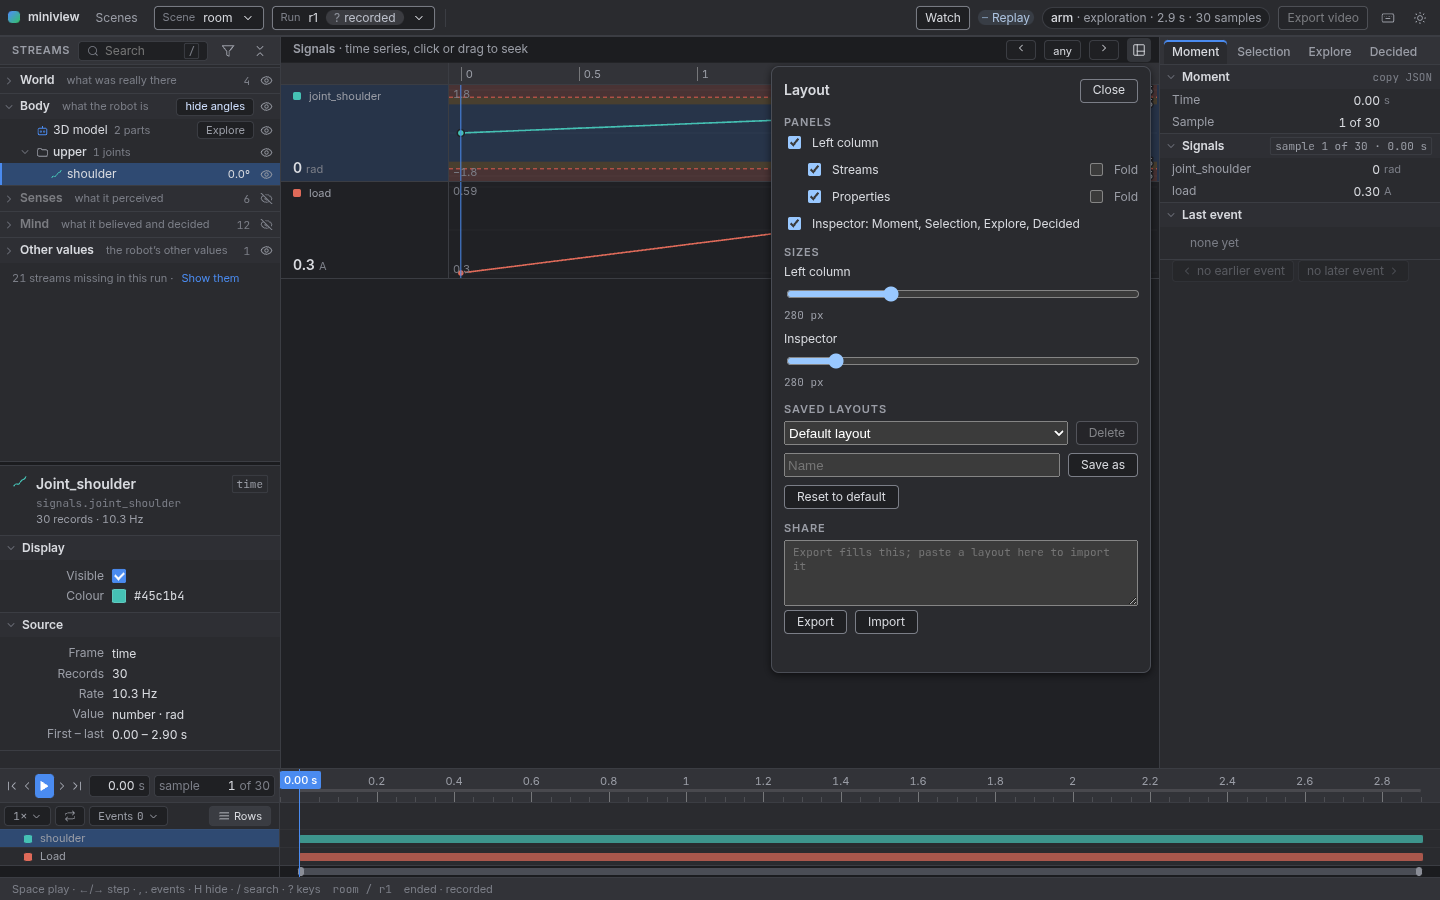 miniview
Scenes
Scene room
Run r1 ? recorded
Watch
Replay
arm · exploration · 2.9 s · 30 samples
Export video
STREAMS
Search /
World what was really there 4
Body what the robot is hide angles
3D model 2 parts Explore
upper 1 joints
shoulder 0.0°
Senses what it perceived 6
Mind what it believed and decided 12
Other values the robot's other values 1
21 streams missing in this run · Show them
Joint_shoulder time
signals.joint_shoulder
30 records · 10.3 Hz
Display
Visible
Colour #45c1b4
Source
Frame time
Records 30
Rate 10.3 Hz
Value number · rad
First – last 0.00 – 2.90 s
Signals · time series, click or drag to seek
any
0 0.5 1
joint_shoulder
1.8
0 rad
−1.8
load
0.59
0.3 A
0.3
Layout
Close
PANELS
Left column
Streams Fold
Properties Fold
Inspector: Moment, Selection, Explore, Decided
SIZES
Left column
280 px
Inspector
280 px
SAVED LAYOUTS
Default layout
Delete
Name
Save as
Reset to default
SHARE
Export fills this; paste a layout here to import
it
Export
Import
Moment Selection Explore Decided
Moment copy JSON
Time 0.00 s
Sample 1 of 30
Signals sample 1 of 30 · 0.00 s
joint_shoulder 0 rad
load 0.30 A
Last event
none yet
no earlier event
no later event
0.00 s sample 1 of 30
0.00 s 0.2 0.4 0.6 0.8 1 1.2 1.4 1.6 1.8 2 2.2 2.4 2.6 2.8
1× Events 0 Rows
shoulder
Load
Space play · ←/→ step · , . events · H hide · / search · ? keys room / r1 ended · recorded